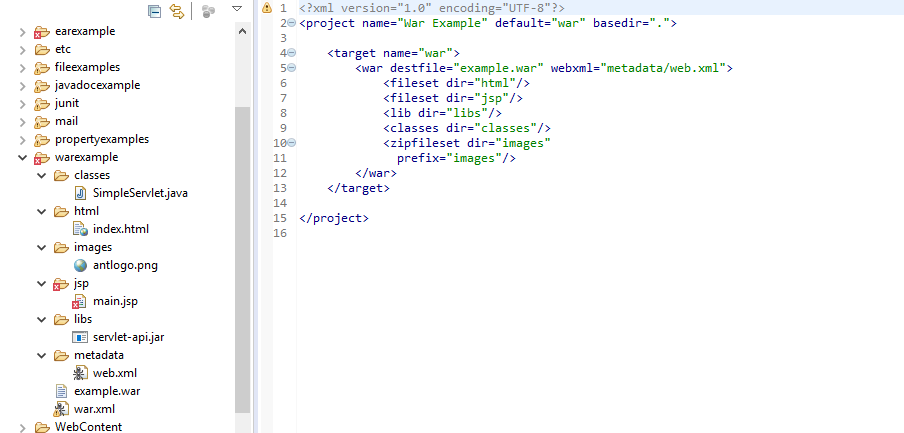 earexample
etc
fileexamples
javadocexample
junit
mail
propertyexamples
warexample
classes
SimpleServlet.java
html
index.html
images
antlogo.png
jsp
main.jsp
libs
servlet-api.jar
metadata
web.xml
example.war
war.xml
WebContent
1 <?xml version="1.0" encoding="UTF-8"?>
2 <project name="War Example" default="war" basedir=".">
3
4 <target name="war">
5 <war destfile="example.war" webxml="metadata/web.xml">
6 <fileset dir="html"/>
7 <fileset dir="jsp"/>
8 <lib dir="libs"/>
9 <classes dir="classes"/>
10 <zipfileset dir="images"
11 prefix="images"/>
12 </war>
13 </target>
14
15 </project>
16